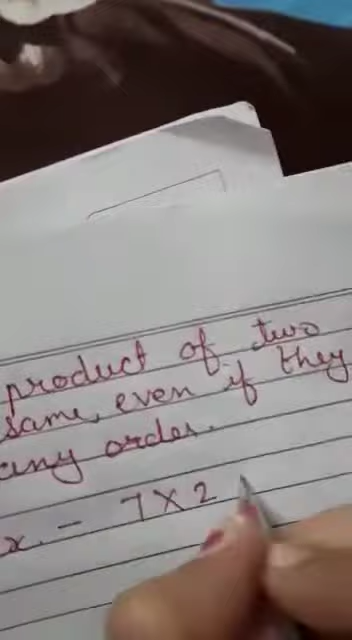 product of two
same, even if they
any order.
x. - 7 × 2